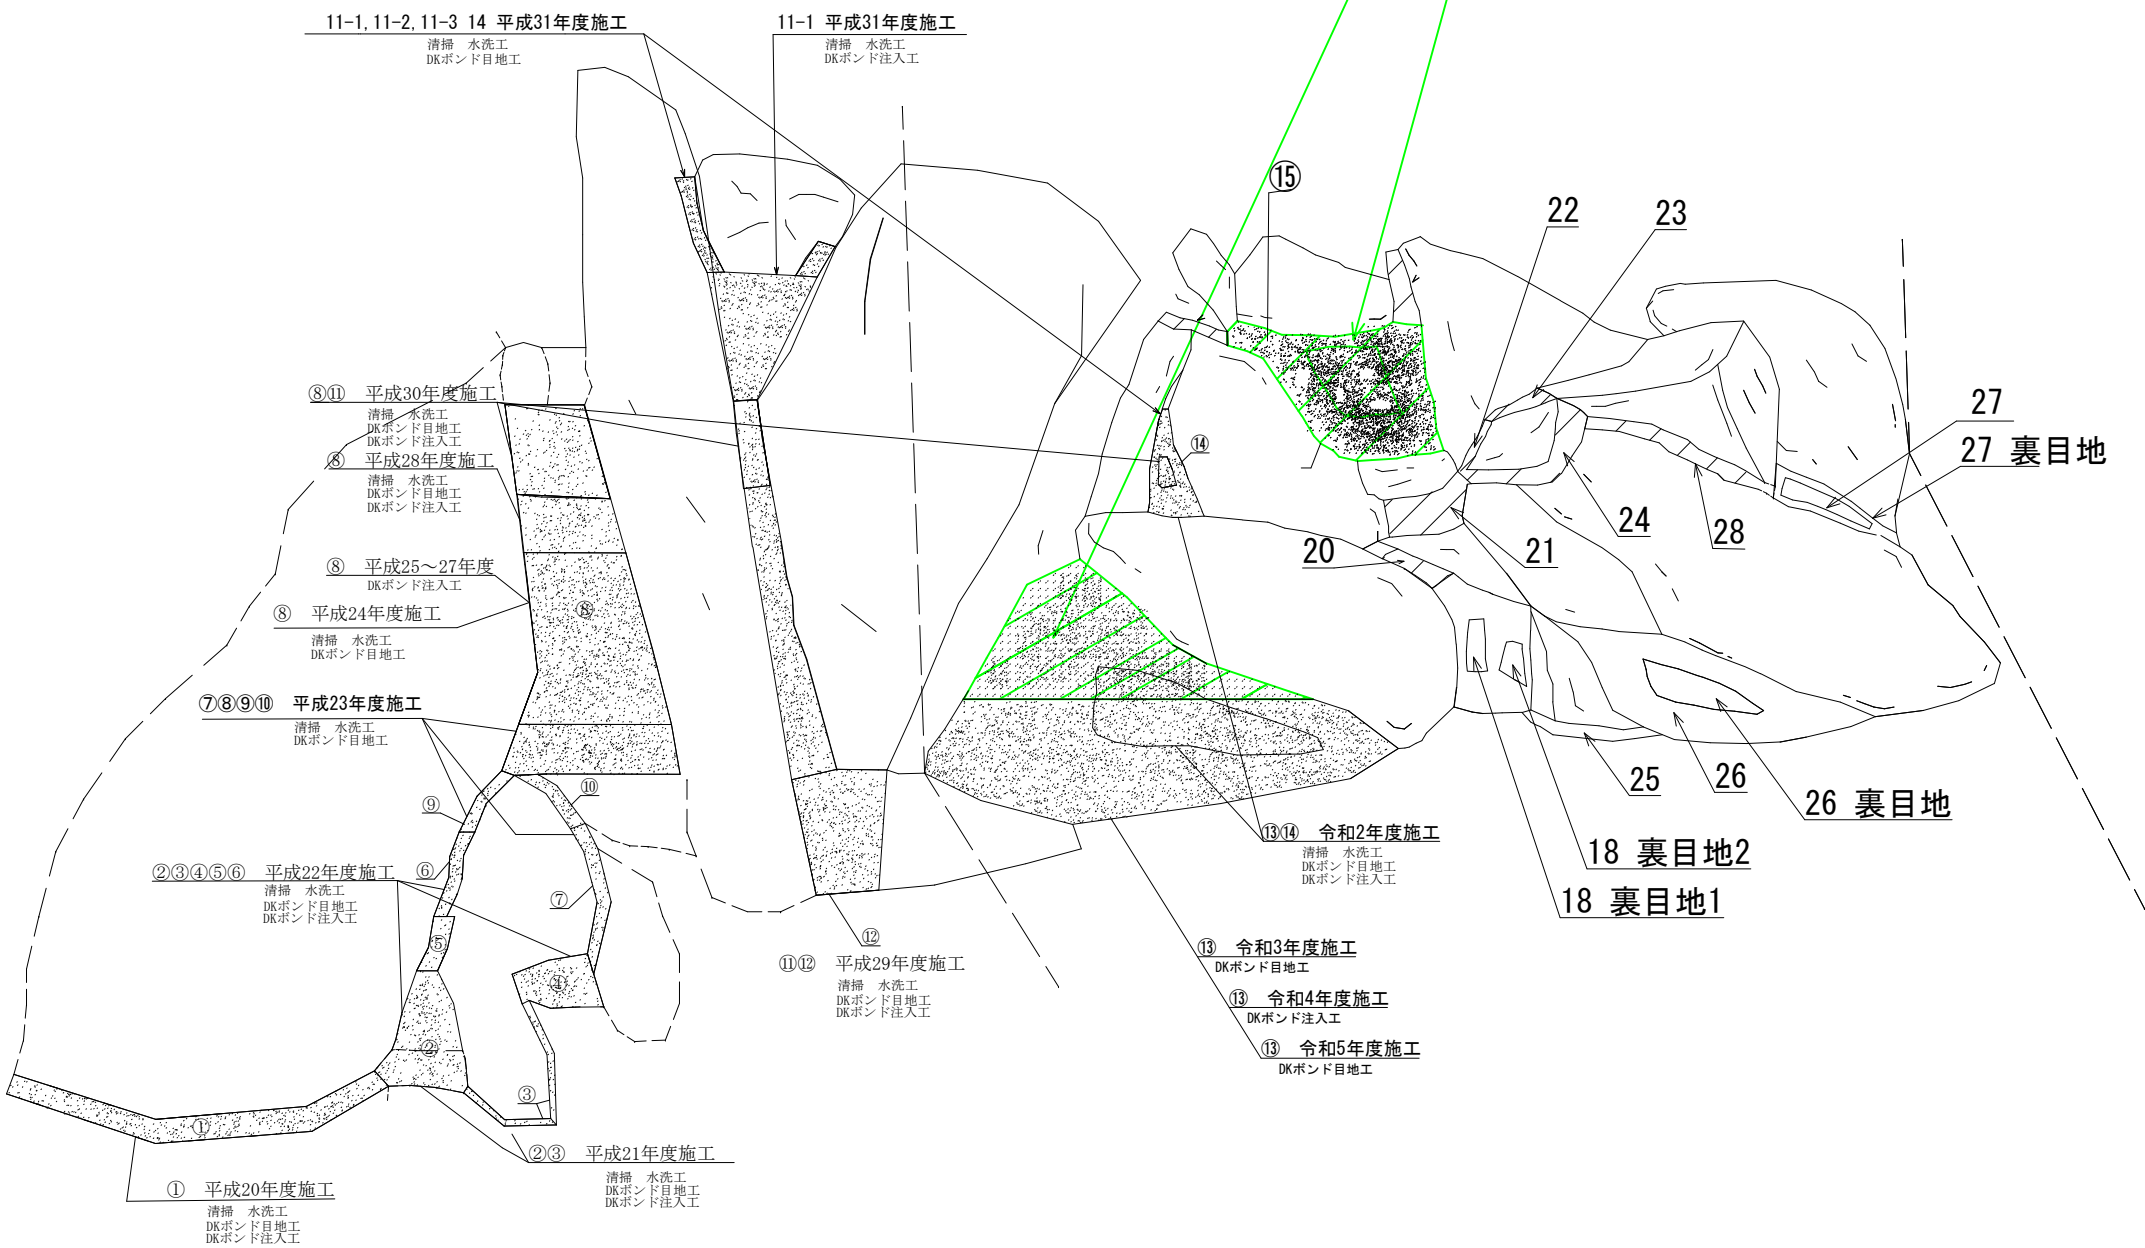 11-1, 11-2, 11-3 14 平成31年度施工
清掃 水洗工
DKボンド目地工
11-1 平成31年度施工
清掃 水洗工
DKボンド注入工
⑮
22
23
⑧⑪ 平成30年度施工
清掃 水洗工
DKボンド目地工
DKボンド注入工
⑧ 平成28年度施工
清掃 水洗工
DKボンド目地工
DKボンド注入工
⑭
27
27 裏目地
24
28
20
21
⑧ 平成25～27年度
DKボンド注入工
⑧ 平成24年度施工
清掃 水洗工
DKボンド目地工
⑧
⑦⑧⑨⑩ 平成23年度施工
清掃 水洗工
DKボンド目地工
⑩
⑨
25
26
26 裏目地
⑬⑭ 令和2年度施工
清掃 水洗工
DKボンド目地工
DKボンド注入工
18 裏目地2
18 裏目地1
②③④⑤⑥ 平成22年度施工
清掃 水洗工
DKボンド目地工
DKボンド注入工
⑥
⑦
⑤
④
⑫
⑪⑫ 平成29年度施工
清掃 水洗工
DKボンド目地工
DKボンド注入工
⑬ 令和3年度施工
DKボンド目地工
⑬ 令和4年度施工
DKボンド注入工
⑬ 令和5年度施工
DKボンド目地工
②
③
①
②③ 平成21年度施工
清掃 水洗工
DKボンド目地工
DKボンド注入工
① 平成20年度施工
清掃 水洗工
DKボンド目地工
DKボンド注入工